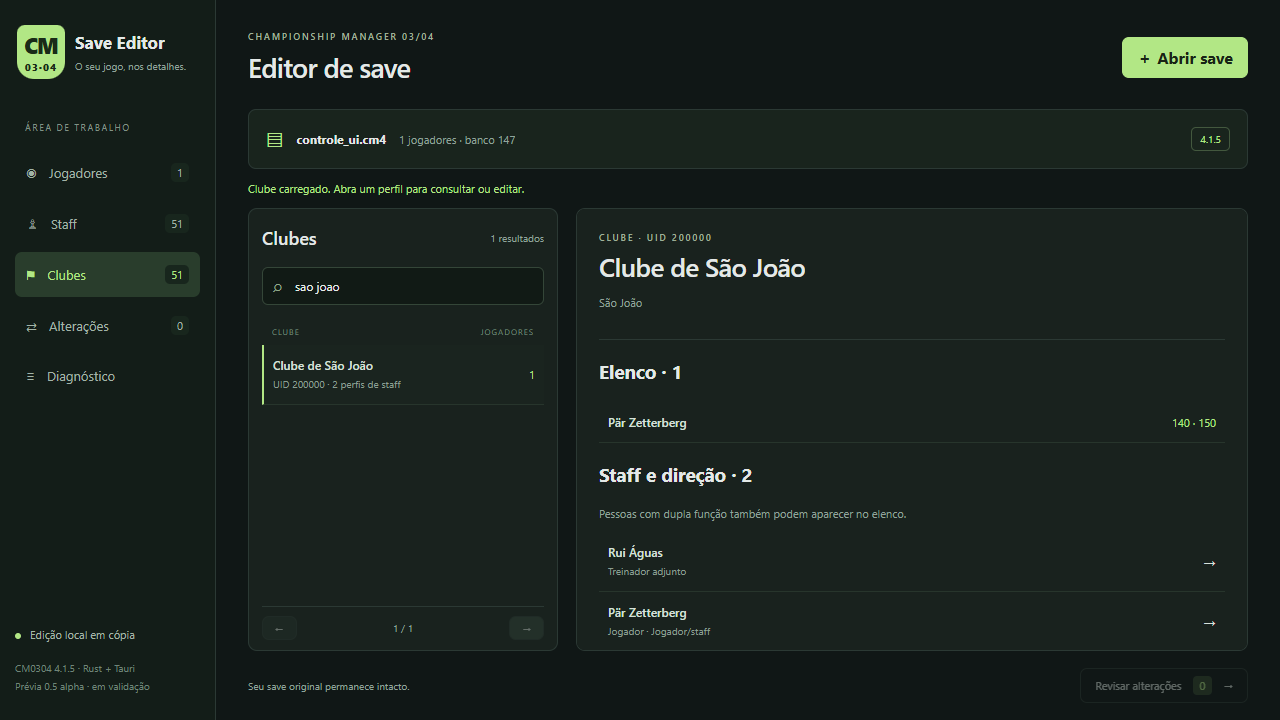 CM
03·04
Save Editor
O seu jogo, nos detalhes.
ÁREA DE TRABALHO
Jogadores 1
Staff 51
Clubes 51
Alterações 0
Diagnóstico
Edição local em cópia
CM0304 4.1.5 · Rust + Tauri
Prévia 0.5 alpha · em validação
CHAMPIONSHIP MANAGER 03/04
Editor de save
+ Abrir save
controle_ui.cm4 1 jogadores · banco 147 4.1.5
Clube carregado. Abra um perfil para consultar ou editar.
Clubes 1 resultados
sao joao
CLUBE JOGADORES
Clube de São João
UID 200000 · 2 perfis de staff
1
← 1 / 1 →
CLUBE · UID 200000
Clube de São João
São João
Elenco · 1
Pär Zetterberg 140 · 150
Staff e direção · 2
Pessoas com dupla função também podem aparecer no elenco.
Rui Águas
Treinador adjunto
→
Pär Zetterberg
Jogador · Jogador/staff
→
Seu save original permanece intacto.
Revisar alterações 0 →